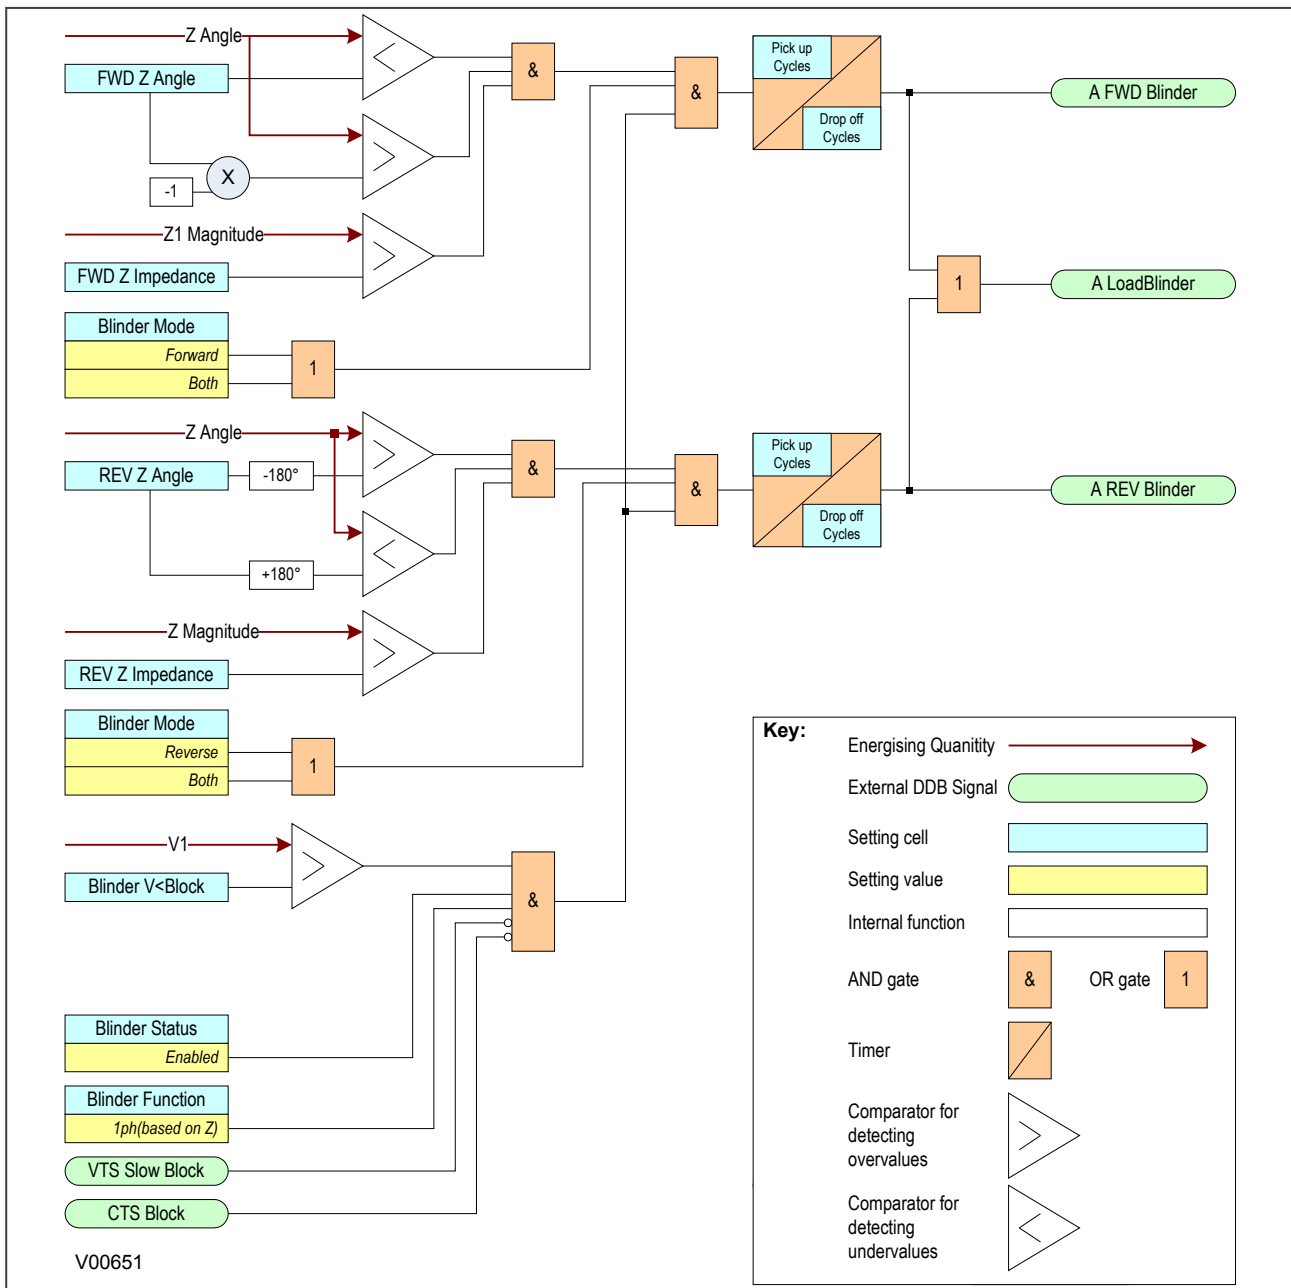 Z Angle
FWD Z Angle
-1
X
Z1 Magnitude
FWD Z Impedance
Blinder Mode
Forward
Both
1
&
&
Pick up
Cycles
Drop off
Cycles
A FWD Blinder
1
A LoadBlinder
Z Angle
REV Z Angle
-180°
+180°
Z Magnitude
REV Z Impedance
Blinder Mode
Reverse
Both
1
&
&
Pick up
Cycles
Drop off
Cycles
A REV Blinder
V1
Blinder V<Block
&
Blinder Status
Enabled
Blinder Function
1ph(based on Z)
VTS Slow Block
CTS Block
V00651
Key:
Energising Quanitity
External DDB Signal
Setting cell
Setting value
Internal function
AND gate
&
OR gate
1
Timer
Comparator for
detecting
overvalues
Comparator for
detecting
undervalues